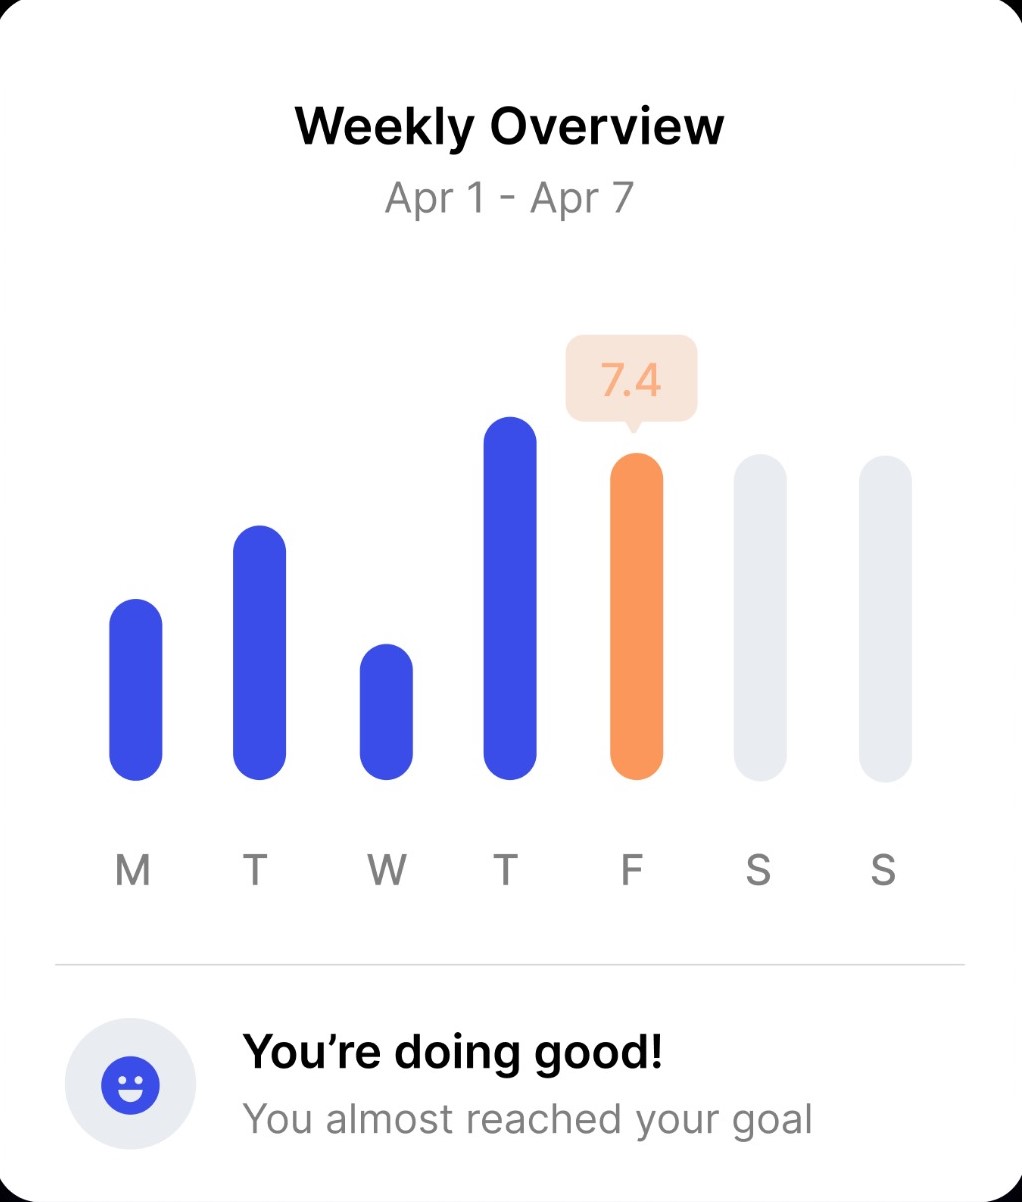 Weekly Overview
Apr 1 - Apr 7
7.4
M T W T F S S
You’re doing good!
You almost reached your goal